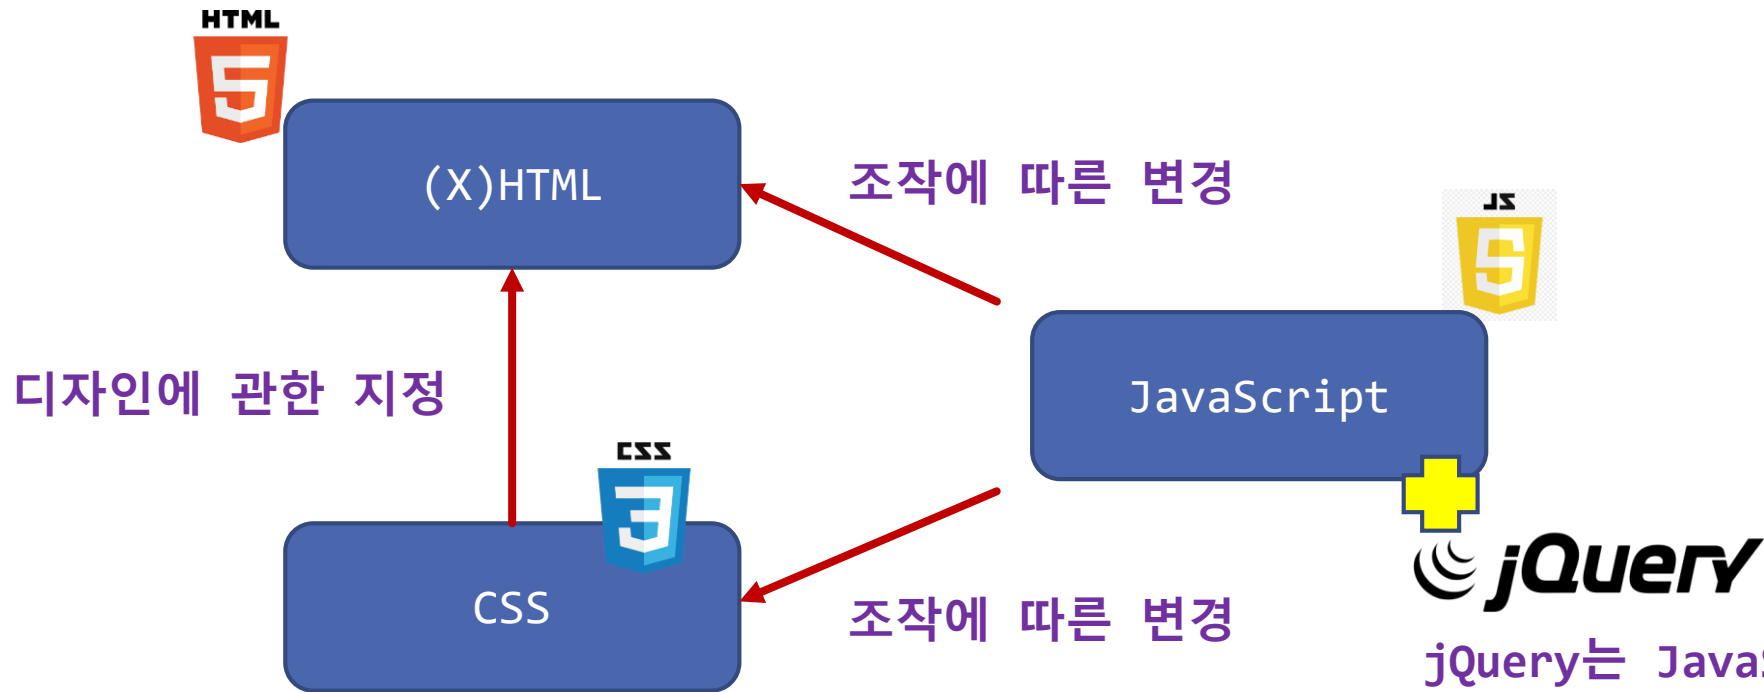 HTML
(X)HTML
조작에 따른 변경
JS
JavaScript
디자인에 관한 지정
CSS
CSS
조작에 따른 변경
jQuery
jQuery는